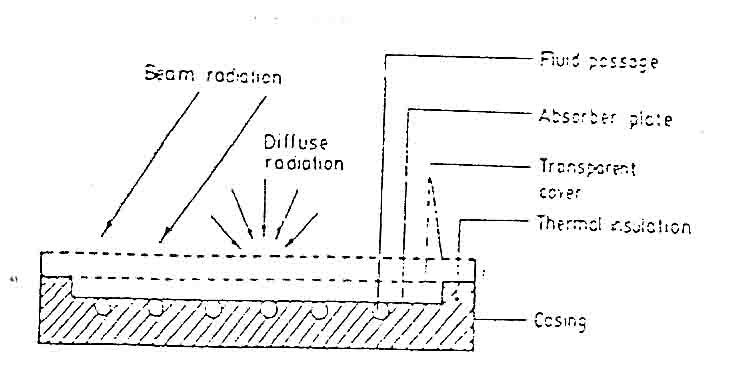 Beam radiation
Diffuse
radiation
Fluid passage
Absorber plate
Transparent
cover
Thermal insulation
Casing